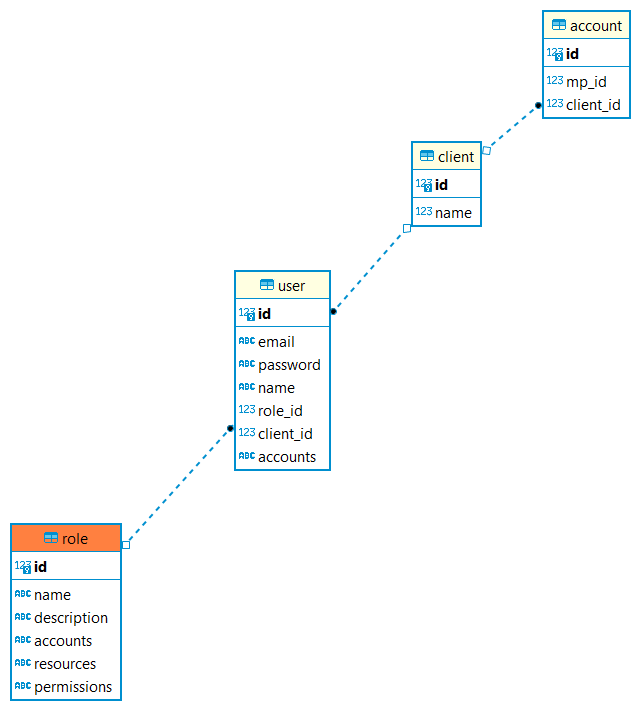 account
123 id
123 mp_id
123 client_id
client
123 id
123 name
user
123 id
ABC email
ABC password
ABC name
123 role_id
123 client_id
ABC accounts
role
123 id
ABC name
ABC description
ABC accounts
ABC resources
ABC permissions